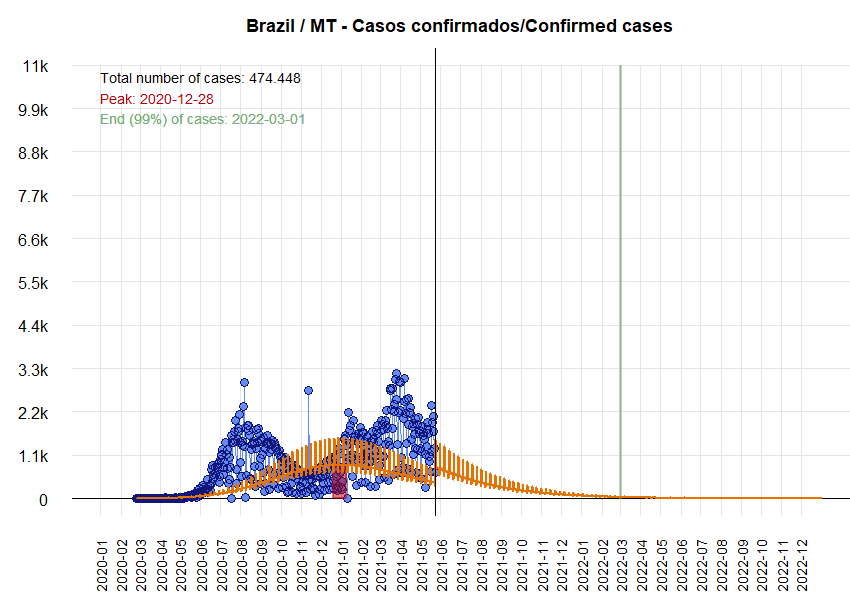 Brazil / MT - Casos confirmados/Confirmed cases
Total number of cases: 474.448
Peak: 2020-12-28
End (99%) of cases: 2022-03-01
11k
9.9k
8.8k
7.7k
6.6k
5.5k
4.4k
3.3k
2.2k
1.1k
0
2020-01
2020-02
2020-03
2020-04
2020-05
2020-06
2020-07
2020-08
2020-09
2020-10
2020-11
2020-12
2021-01
2021-02
2021-03
2021-04
2021-05
2021-06
2021-07
2021-08
2021-09
2021-10
2021-11
2021-12
2022-01
2022-02
2022-03
2022-04
2022-05
2022-06
2022-07
2022-08
2022-09
2022-10
2022-11
2022-12